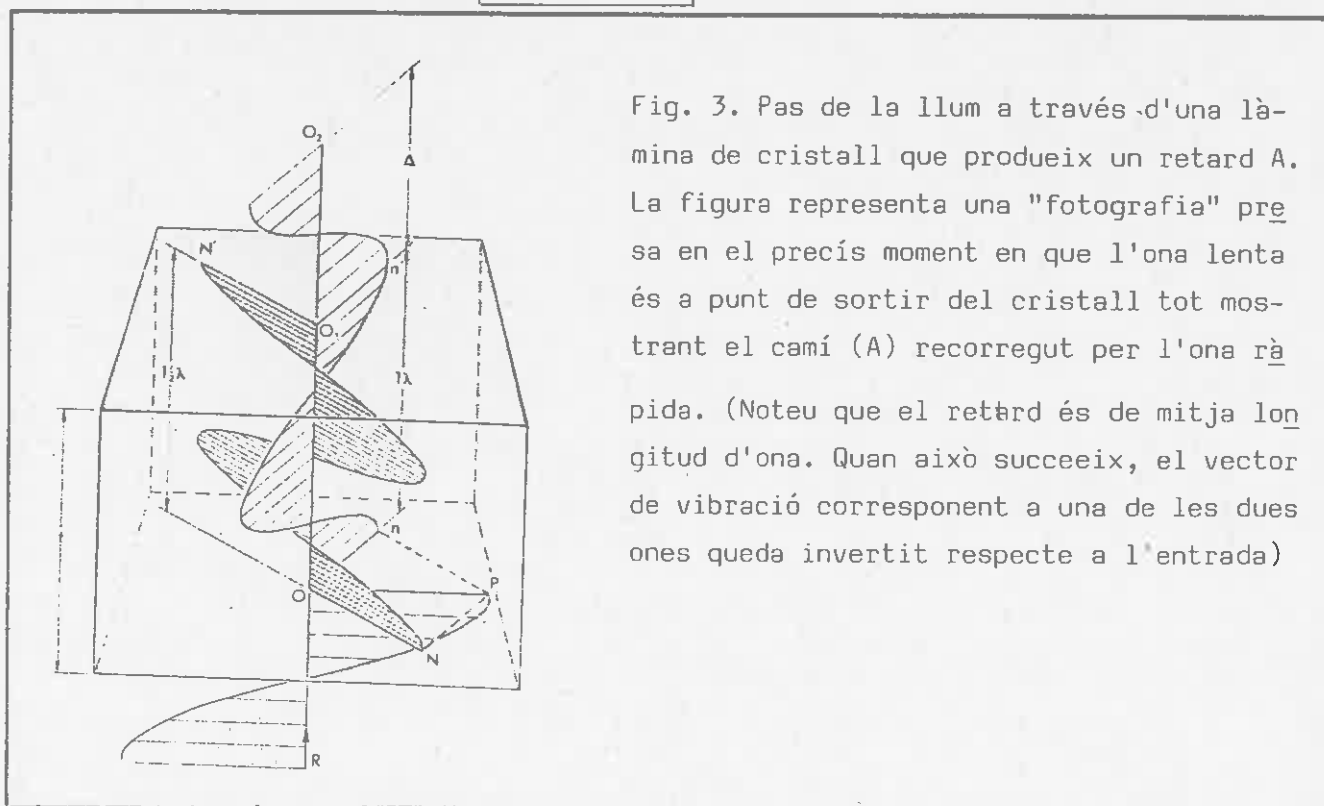 O₂
Δ
N'
n
O₁
1½λ
1λ
n
O
P
N
R
Fig. 3. Pas de la llum a través d'una là-
mina de cristall que produeix un retard A.
La figura representa una "fotografia" pre
sa en el precís moment en que l'ona lenta
és a punt de sortir del cristall tot mos-
trant el camí (A) recorregut per l'ona rà
pida. (Noteu que el retard és de mitja lon
gitud d'ona. Quan això succeeix, el vector
de vibració corresponent a una de les dues
ones queda invertit respecte a l'entrada)